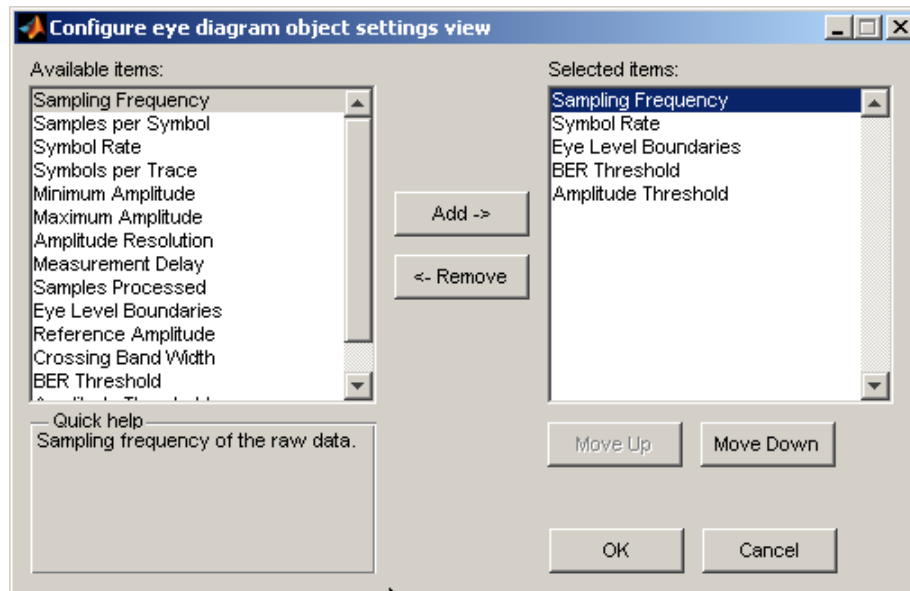 Configure eye diagram object settings view
Available items:
Sampling Frequency
Samples per Symbol
Symbol Rate
Symbols per Trace
Minimum Amplitude
Maximum Amplitude
Amplitude Resolution
Measurement Delay
Samples Processed
Eye Level Boundaries
Reference Amplitude
Crossing Band Width
BER Threshold
Add ->
<- Remove
Selected items:
Sampling Frequency
Symbol Rate
Eye Level Boundaries
BER Threshold
Amplitude Threshold
Quick help
Sampling frequency of the raw data.
Move Up
Move Down
OK
Cancel